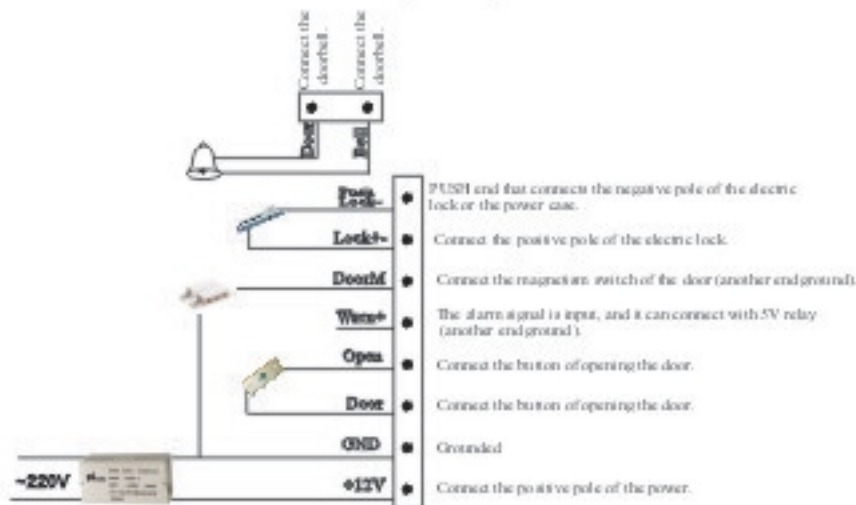 Connect the
doorbell.
Connect the
doorbell.
Door
Bell
Push
Lock-
PUSH end that connects the negative pole of the electric
lock or the power case.
Lock+-
Connect the positive pole of the electric lock.
DoorM
Connect the magnetism switch of the door (another end ground).
Warn+
The alarm signal is input, and it can connect with 5V relay
(another end ground).
Open
Connect the button of opening the door.
Door
Connect the button of opening the door.
GND
Grounded
~220V
+12V
Connect the positive pole of the power.